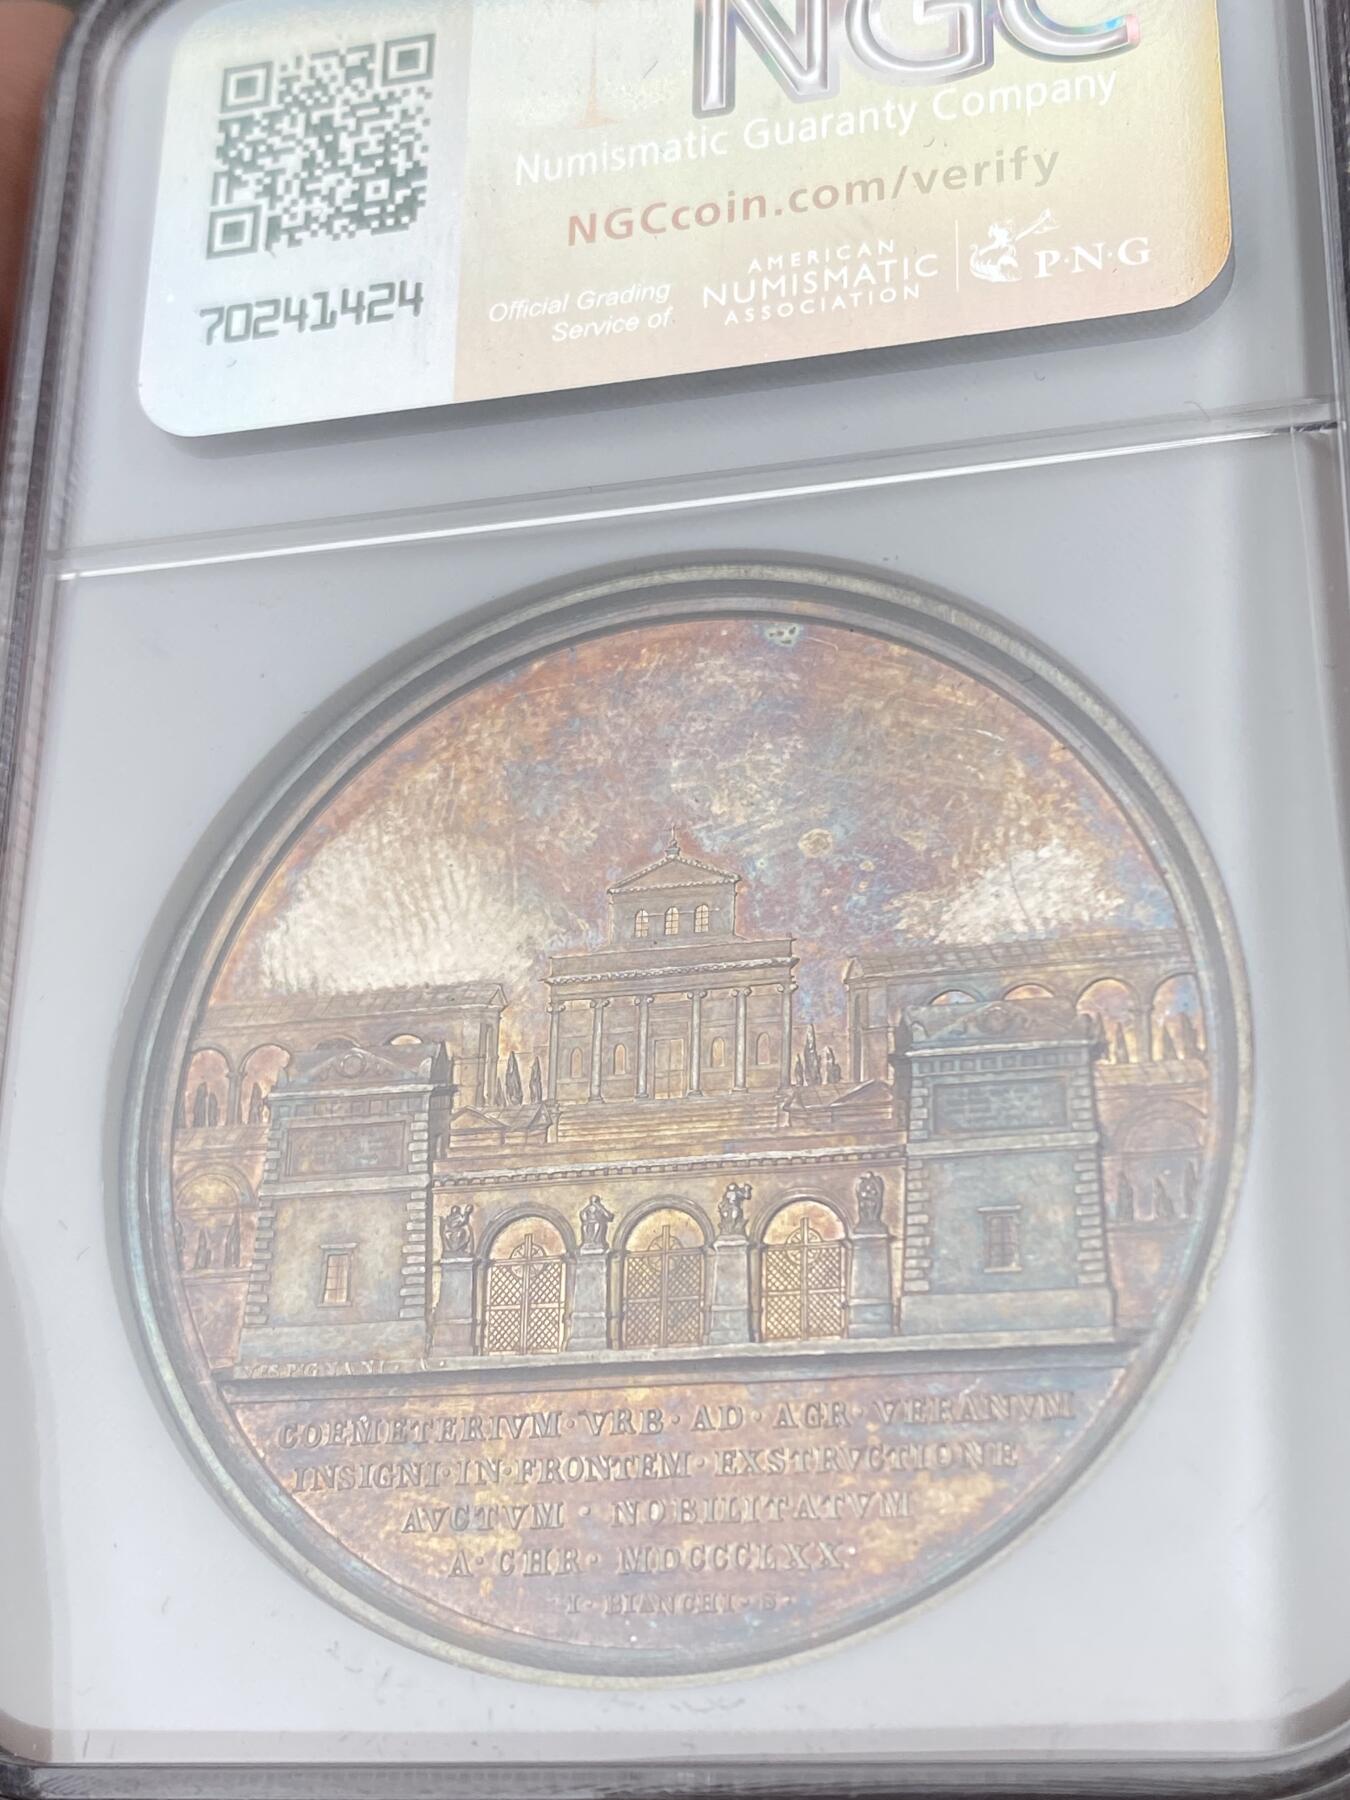 NGC
Numismatic Guaranty Company
NGCcoin.com/verify
Official Grading
Service of
AMERICAN
NUMISMATIC
ASSOCIATION
P·N·G
70241424
VESPIGNANI·
COEMETERIVM·VRB·AD·AGR·VERANVM
INSIGNI·IN·FRONTEM·EXSTRVCTIONE
AVCTVM·NOBILITATVM
A·CHR·MDCCCLXX
I·BIANCHI·S·